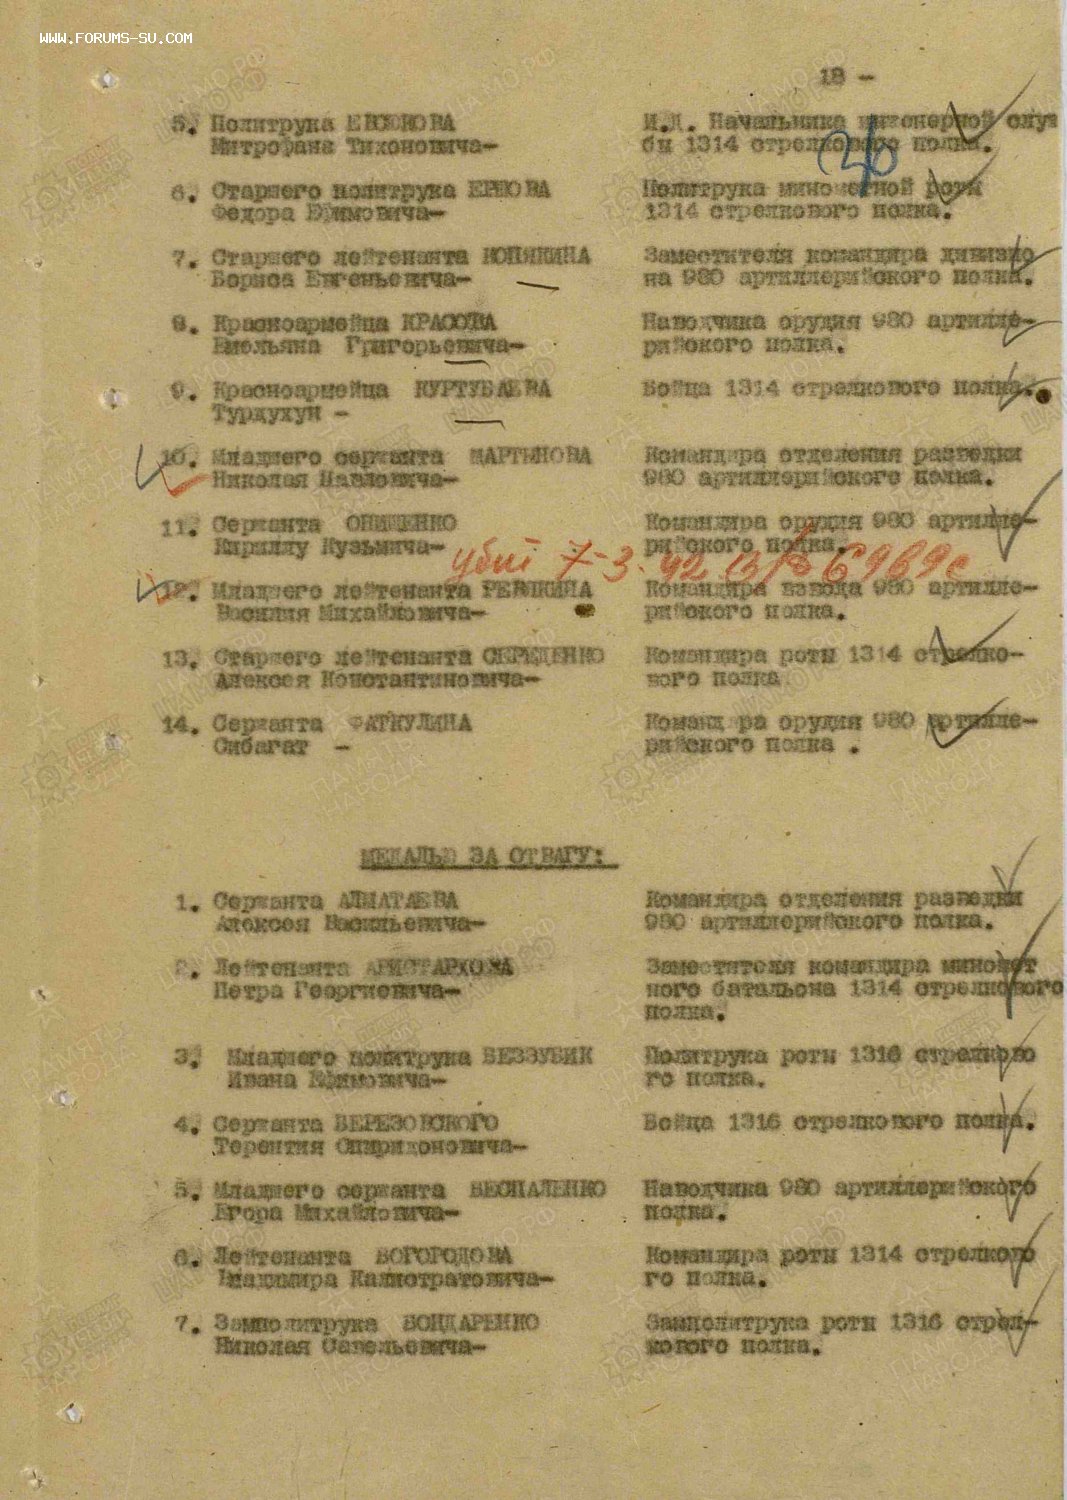 www.FORUMS-SU.COM
18 -
20
5. Политрука
Митрофана Тихоновича-
И.Д. Начальника инженерной служ
бы 1314 стрелкового полка.
6. Старшего политрука ЕРШОВА
Федора Ефимовича-
Политрука минометной роты
1314 стрелкового полка.
7. Старшего лейтенанта КОПЯКИНА
Бориса Евгеньевича-
Заместителя командира дивизио
на 980 артиллерийского полка.
8. Красноармейца КРАСОВА
Емельяна Григорьевича-
Наводчика орудия 980 артилле-
рийского полка.
9. Красноармейца КУРТУБАЕВА
Турдухун -
Бойца 1314 стрелкового полка.
10. Младшего сержанта МАРТЫНОВА
Николая Павловича-
Командира отделения разведки
980 артиллерийского полка.
11. Сержанта ОНИЩЕНКО
Кириллу Кузьмича-
Командира орудия 980 артилле-
рийского полка.
убит 7-3-42
12. Младшего лейтенанта РЕВЯКИНА
Василия Михайловича-
Командира взвода 980 артилле-
рийского полка.
13. Старшего лейтенанта СЕРЕДЕНКО
Алексея Константиновича-
Командира роты 1314 стрелко-
вого полка
14. Сержанта ФАТКУЛИНА
Сибагат -
Команд ра орудия 980 артилле-
рийского полка .
МЕДАЛЬЮ ЗА ОТВАГУ:
1. Сержанта АЛМАТАЕВА
Алексея Васильевича-
Командира отделения разведки
980 артиллерийского полка.
2. Лейтенанта АРИСТАРХОВА
Петра Георгиевича-
Заместителя командира миномет
ного батальона 1314 стрелкового
полка.
3. Младшего политрука БЕЗЗУБИК
Ивана Ефимовича-
Политрука роты 1316 стрелково
го полка.
4. Сержанта БЕРЕЗОВСКОГО
Терентия Спиридоновича-
Бойца 1316 стрелкового полка.
5. Младшего сержанта БЕСПАЛЕНКО
Егора Михайловича-
Наводчика 980 артиллерийского
полка.
6. Лейтенанта БОГОРОДОВА
Владимира Калистратовича-
Командира роты 1314 стрелково
го полка.
7. Замполитрука БОНДАРЕНКО
Николая Савельевича-
Замполитрука роты 1316 стрел-
кового полка.